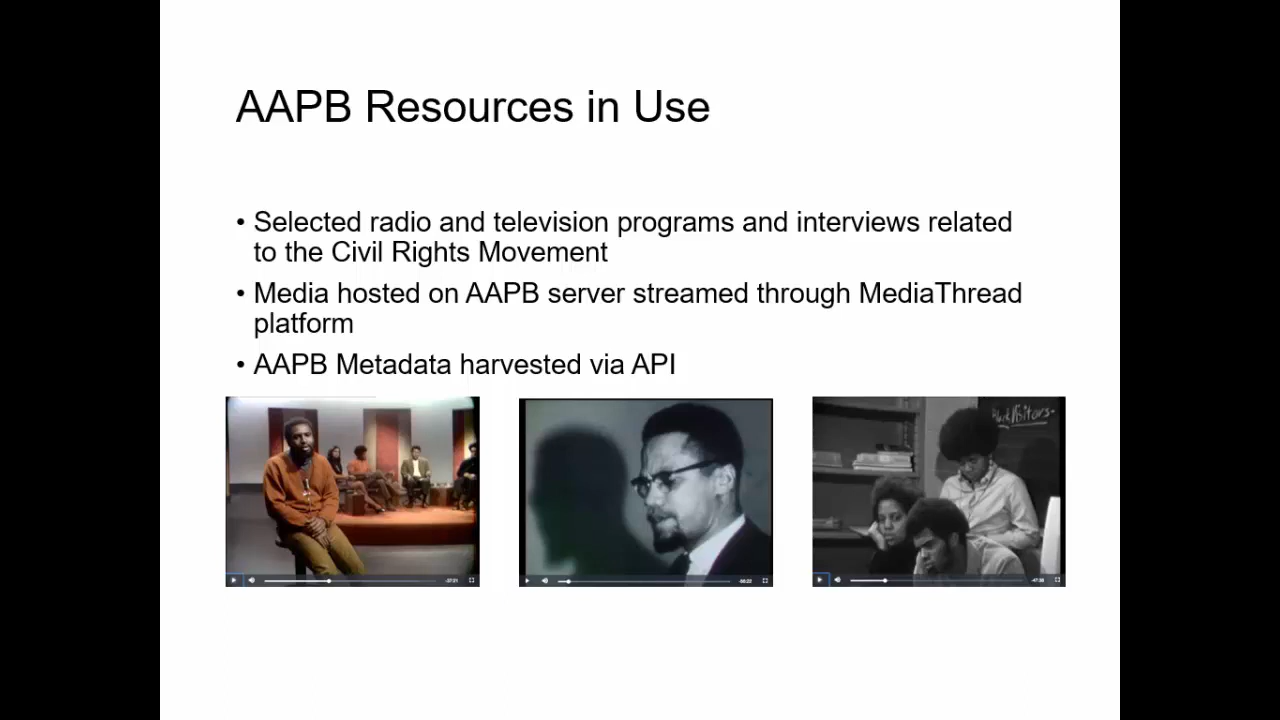 AAPB Resources in Use
• Selected radio and television programs and interviews related
to the Civil Rights Movement
• Media hosted on AAPB server streamed through MediaThread
platform
• AAPB Metadata harvested via API